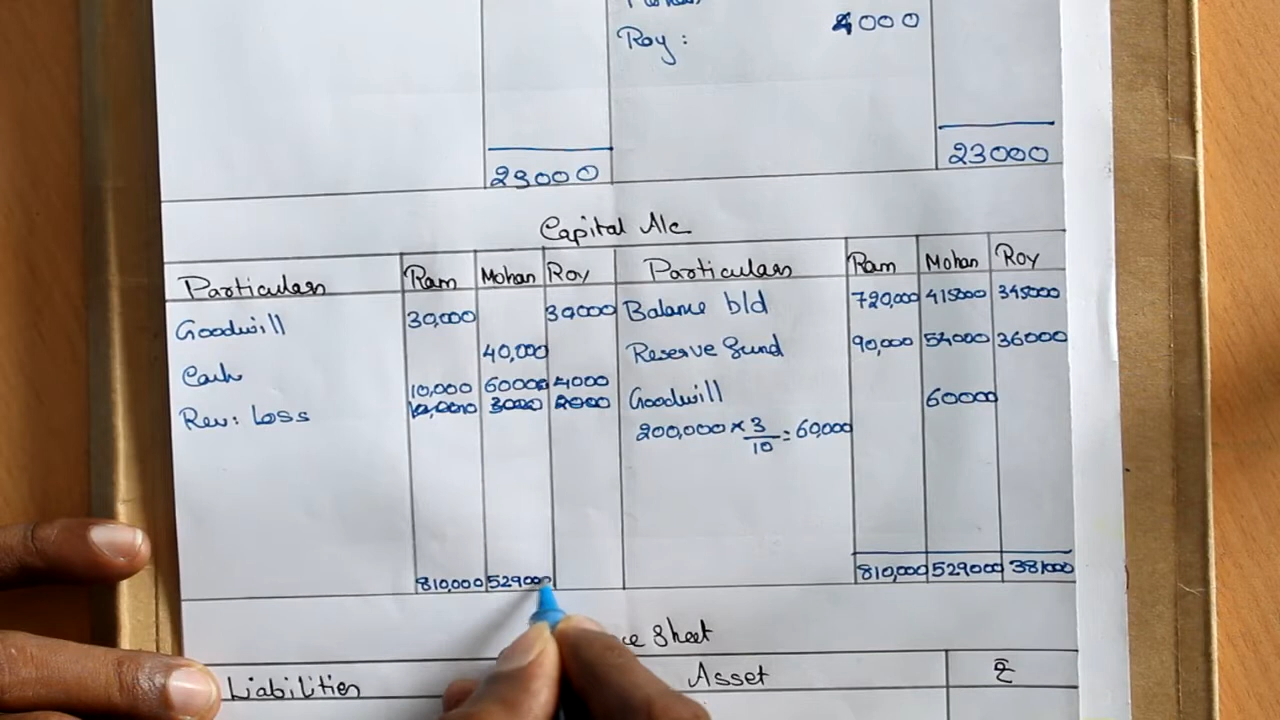 Roy: 4000
23000 23000
Capital A/c
Particulars Ram Mohan Roy Particulars Ram Mohan Roy
Goodwill 30,000 30000 Balance b/d 720,000 415000 345000
40,000 Reserve Fund 90,000 54000 36000
Cash
10,000 4000 Goodwill 60000
Rev: Loss 3000 2000
200,000 × 3/10 = 60,000
810,000 529000 810,000 529000 381000
Sheet
Liabilities Asset ₹